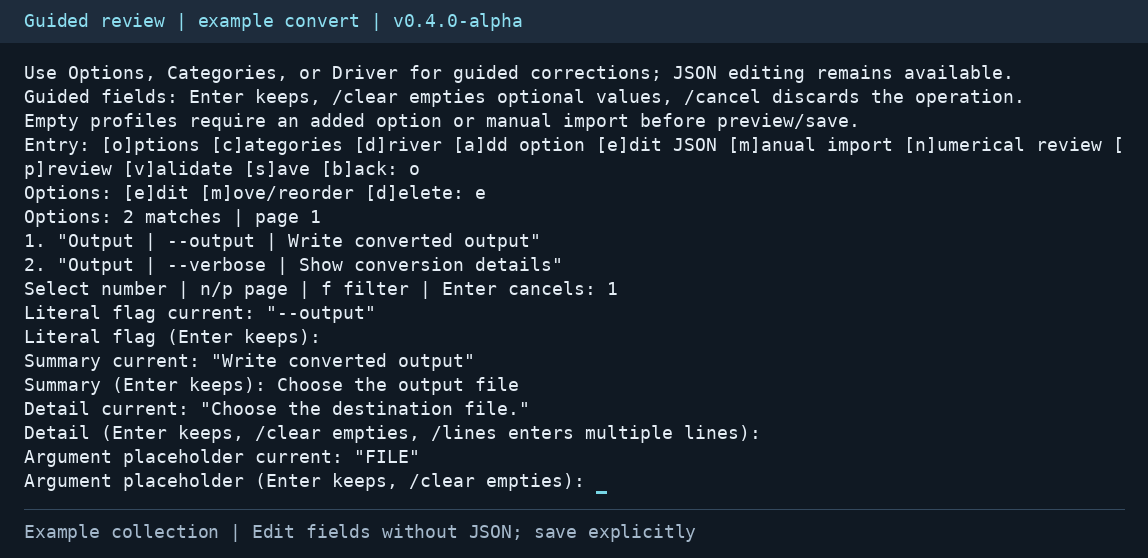 Guided review | example convert | v0.4.0-alpha
Use Options, Categories, or Driver for guided corrections; JSON editing remains available.
Guided fields: Enter keeps, /clear empties optional values, /cancel discards the operation.
Empty profiles require an added option or manual import before preview/save.
Entry: [o]ptions [c]ategories [d]river [a]dd option [e]dit JSON [m]anual import [n]umerical review [
p]review [v]alidate [s]ave [b]ack: o
Options: [e]dit [m]ove/reorder [d]elete: e
Options: 2 matches | page 1
1. "Output | --output | Write converted output"
2. "Output | --verbose | Show conversion details"
Select number | n/p page | f filter | Enter cancels: 1
Literal flag current: "--output"
Literal flag (Enter keeps):
Summary current: "Write converted output"
Summary (Enter keeps): Choose the output file
Detail current: "Choose the destination file."
Detail (Enter keeps, /clear empties, /lines enters multiple lines):
Argument placeholder current: "FILE"
Argument placeholder (Enter keeps, /clear empties): _
Example collection | Edit fields without JSON; save explicitly